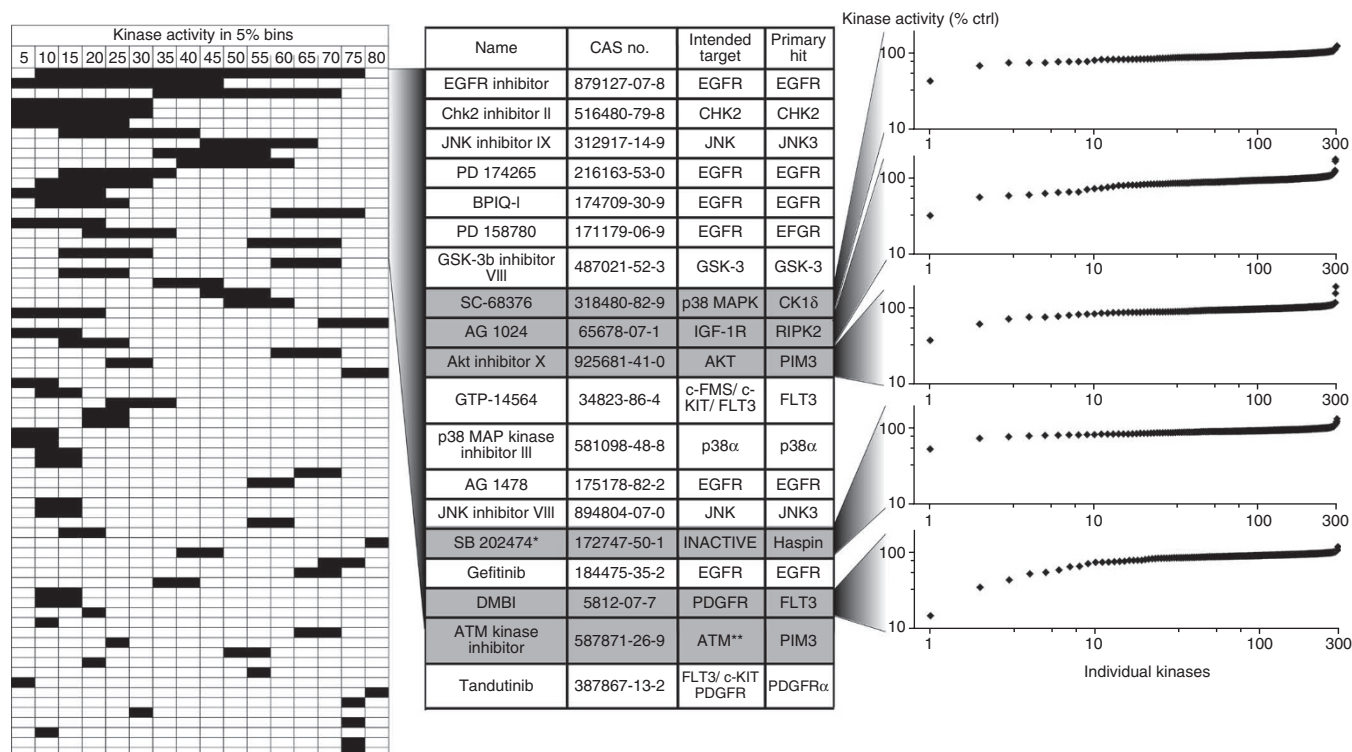 Kinase activity in 5% bins
5 10 15 20 25 30 35 40 45 50 55 60 65 70 75 80
Name CAS no. Intended target Primary hit
EGFR inhibitor 879127-07-8 EGFR EGFR
Chk2 inhibitor II 516480-79-8 CHK2 CHK2
JNK inhibitor IX 312917-14-9 JNK JNK3
PD 174265 216163-53-0 EGFR EGFR
BPIQ-I 174709-30-9 EGFR EGFR
PD 158780 171179-06-9 EGFR EFGR
GSK-3b inhibitor VIII 487021-52-3 GSK-3 GSK-3
SC-68376 318480-82-9 p38 MAPK CK1δ
AG 1024 65678-07-1 IGF-1R RIPK2
Akt inhibitor X 925681-41-0 AKT PIM3
GTP-14564 34823-86-4 c-FMS/ c-KIT/ FLT3 FLT3
p38 MAP kinase inhibitor III 581098-48-8 p38α p38α
AG 1478 175178-82-2 EGFR EGFR
JNK inhibitor VIII 894804-07-0 JNK JNK3
SB 202474* 172747-50-1 INACTIVE Haspin
Gefitinib 184475-35-2 EGFR EGFR
DMBI 5812-07-7 PDGFR FLT3
ATM kinase inhibitor 587871-26-9 ATM** PIM3
Tandutinib 387867-13-2 FLT3/ c-KIT PDGFR PDGFRα
Kinase activity (% ctrl)
100
10
1 10 100 300
100
10
1 10 100 300
100
10
1 10 100 300
100
10
1 10 100 300
100
10
1 10 100 300
Individual kinases